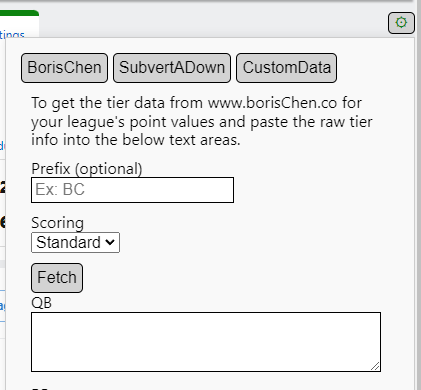 tings
BorisChen SubvertADown CustomData
To get the tier data from www.borisChen.co for
your league's point values and paste the raw tier
info into the below text areas.
Prefix (optional)
Ex: BC
Scoring
Standard
Fetch
QB